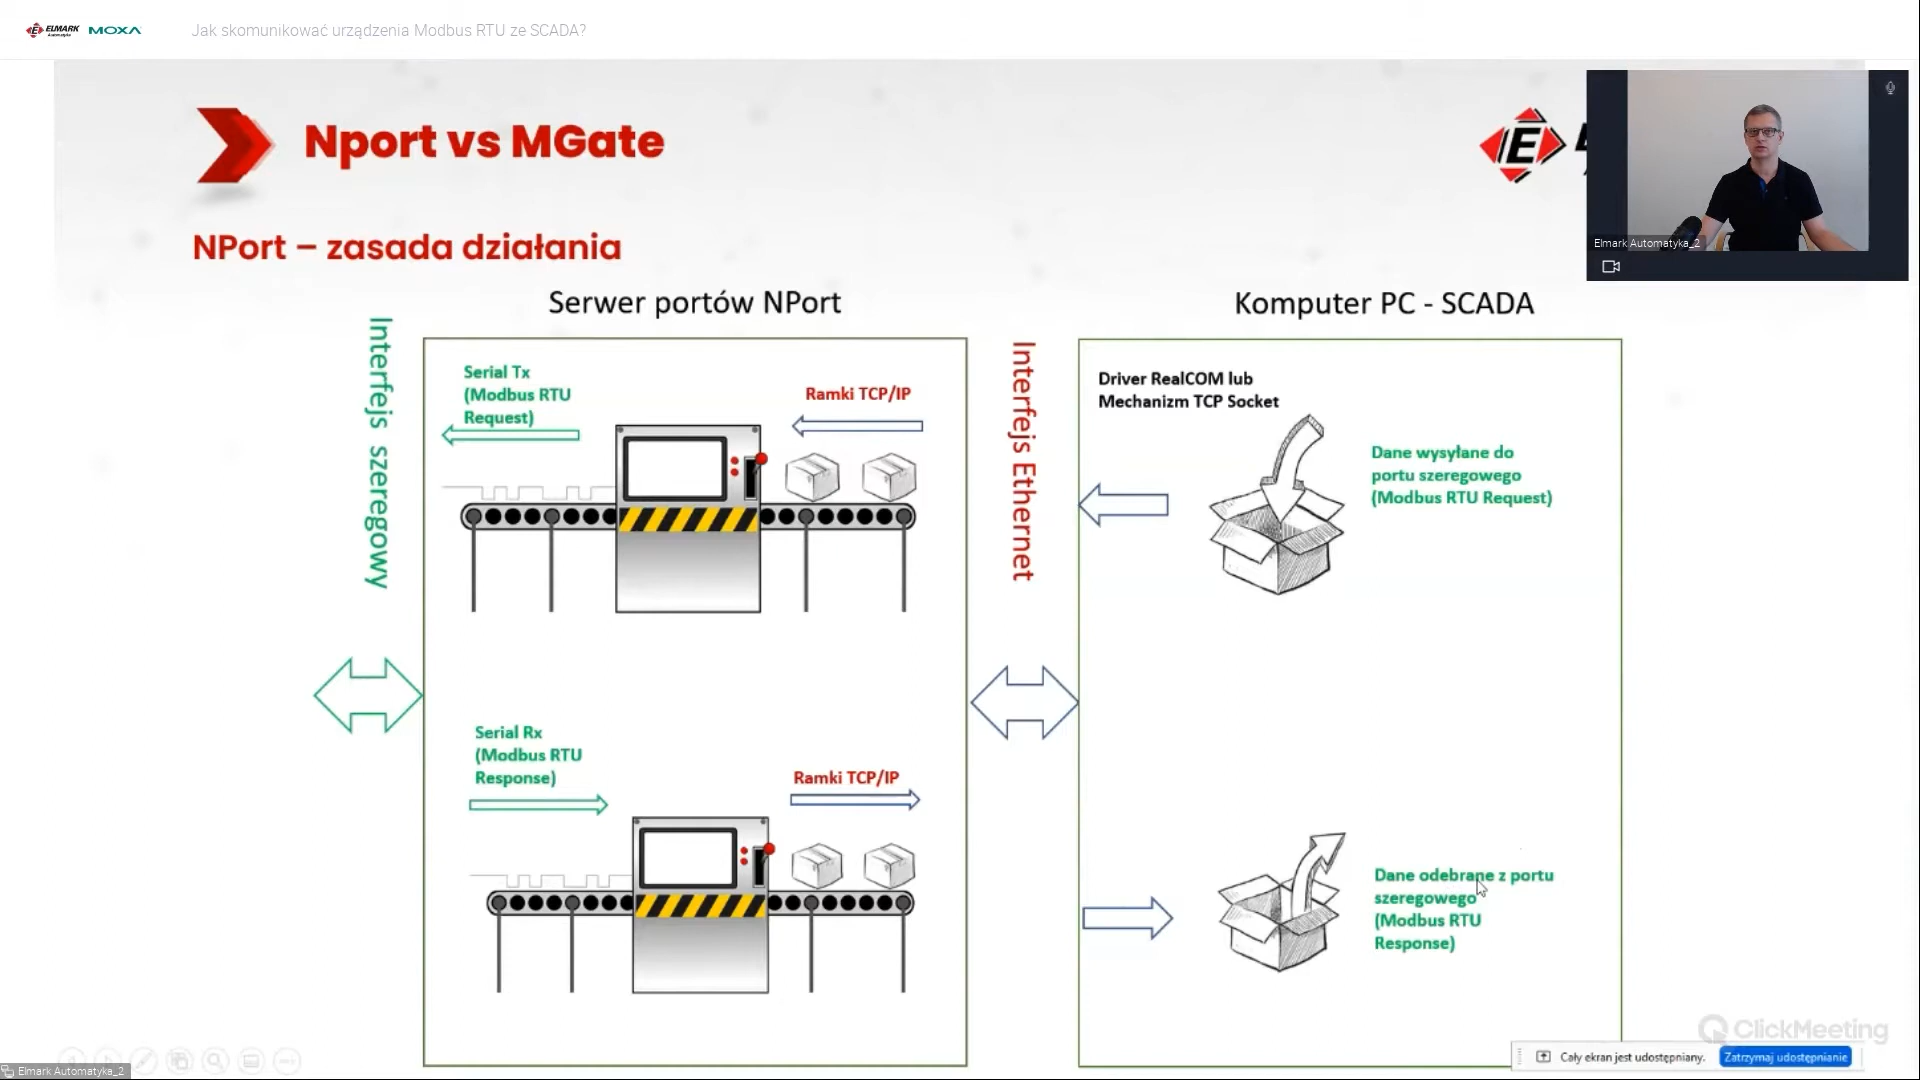 ELMARK
Automatyka
MOXA
Jak skomunikować urządzenia Modbus RTU ze SCADA?
Nport vs MGate
E
NPort – zasada działania
Elmark Automatyka_2
Serwer portów NPort
Komputer PC - SCADA
Interfejs szeregowy
Serial Tx
(Modbus RTU
Request)
Ramki TCP/IP
Interfejs Ethernet
Driver RealCOM lub
Mechanizm TCP Socket
Dane wysyłane do
portu szeregowego
(Modbus RTU Request)
Serial Rx
(Modbus RTU
Response)
Ramki TCP/IP
Dane odebrane z portu
szeregowego
(Modbus RTU
Response)
ClickMeeting
Cały ekran jest udostępniany.
Zatrzymaj udostępnianie
Elmark Automatyka_2